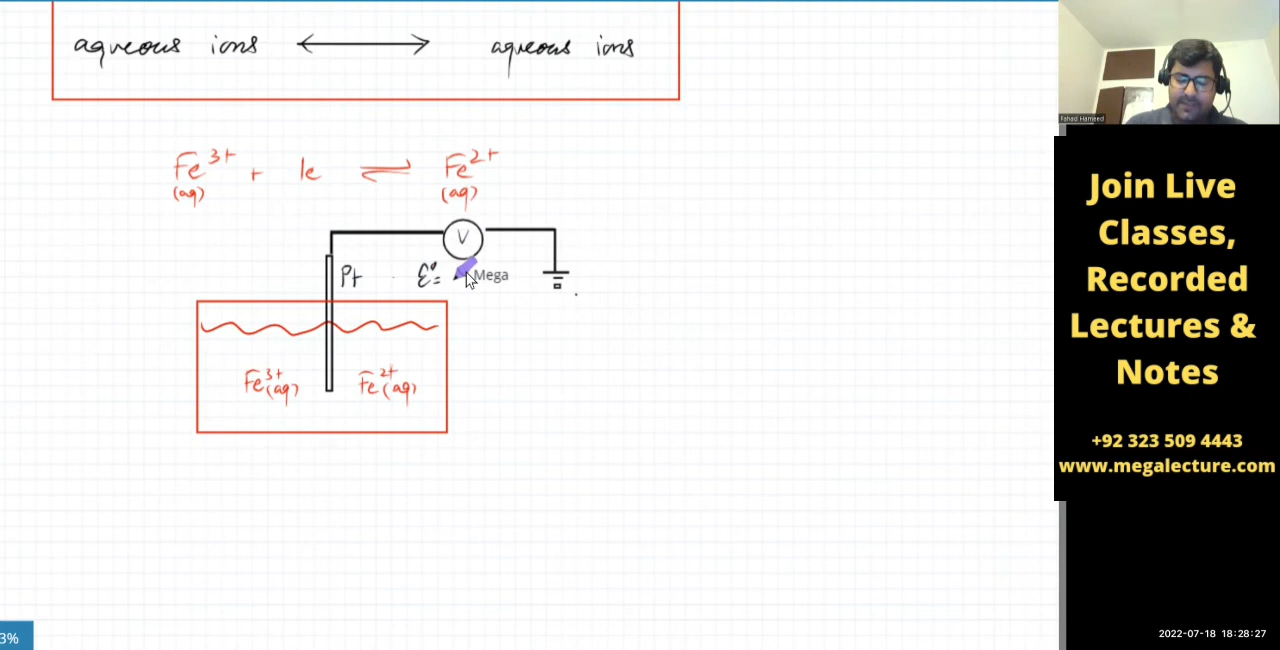 aqueous ions ⟷ aqueous ions
Fe³⁺ + 1e ⇌ Fe²⁺
(aq) (aq)
V
Pt E°= Mega
Fe³⁺(aq) Fe²⁺(aq)
3%
Fahad Hameed
Join Live
Classes,
Recorded
Lectures &
Notes
+92 323 509 4443
www.megalecture.com
2022-07-18 18:28:27